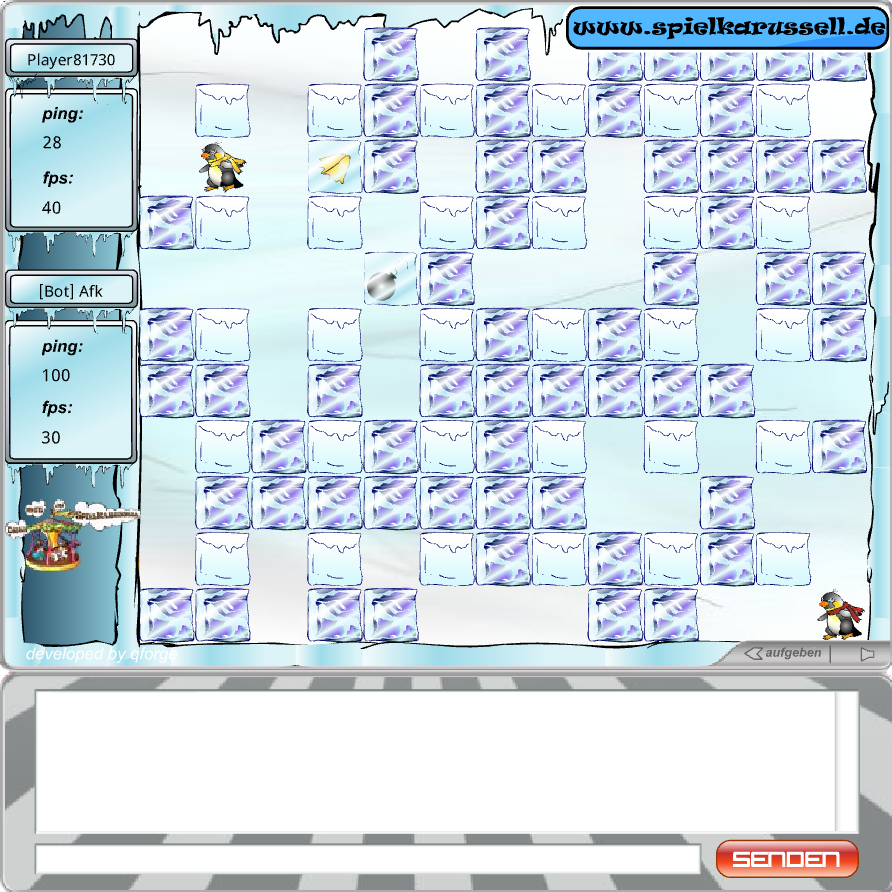 www.spielkarussell.de
Player81730
ping:
28
fps:
40
[Bot] Afk
ping:
100
fps:
30
developed by qforge
aufgeben
SENDEN